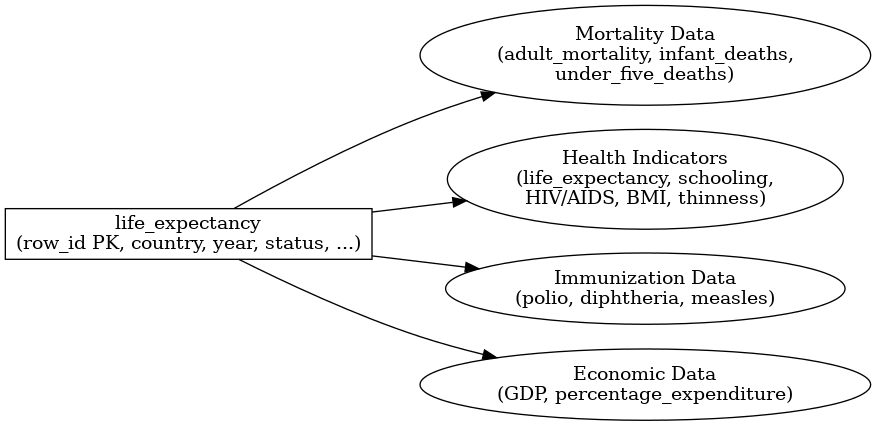 Mortality Data
(adult_mortality, infant_deaths,
under_five_deaths)
Health Indicators
(life_expectancy, schooling,
HIV/AIDS, BMI, thinness)
life_expectancy
(row_id PK, country, year, status, ...)
Immunization Data
(polio, diphtheria, measles)
Economic Data
(GDP, percentage_expenditure)